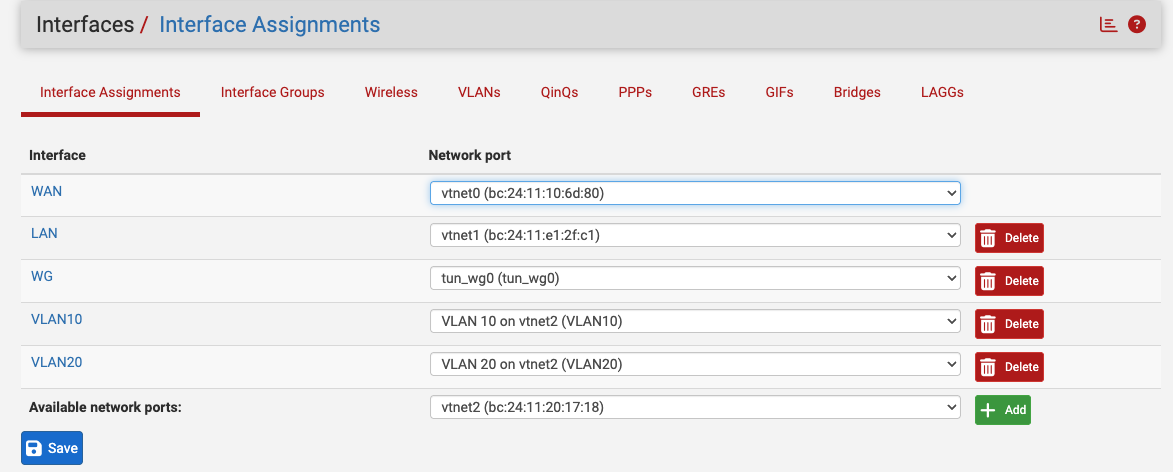 Interfaces / Interface Assignments
Interface Assignments Interface Groups Wireless VLANs QinQs PPPs GREs GIFs Bridges LAGGs
Interface Network port
WAN vtnet0 (bc:24:11:10:6d:80)
LAN vtnet1 (bc:24:11:e1:2f:c1) Delete
WG tun_wg0 (tun_wg0) Delete
VLAN10 VLAN 10 on vtnet2 (VLAN10) Delete
VLAN20 VLAN 20 on vtnet2 (VLAN20) Delete
Available network ports: vtnet2 (bc:24:11:20:17:18) Add
Save